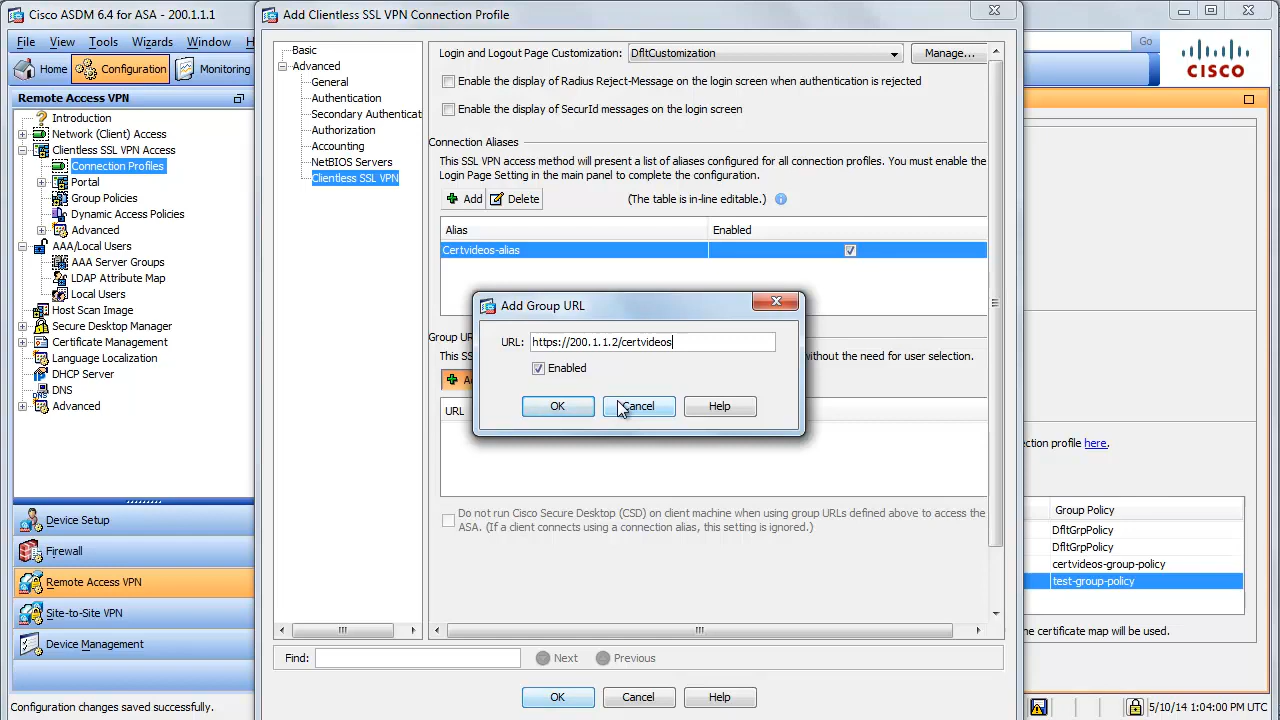 Cisco ASDM 6.4 for ASA - 200.1.1.1
File View Tools Wizards Window
Home Configuration Monitoring
Go
CISCO
Remote Access VPN
Introduction
Network (Client) Access
Clientless SSL VPN Access
Connection Profiles
Portal
Group Policies
Dynamic Access Policies
Advanced
AAA/Local Users
AAA Server Groups
LDAP Attribute Map
Local Users
Host Scan Image
Secure Desktop Manager
Certificate Management
Language Localization
DHCP Server
DNS
Advanced
Device Setup
Firewall
Remote Access VPN
Site-to-Site VPN
Device Management
Configuration changes saved successfully.
Add Clientless SSL VPN Connection Profile
Basic
Advanced
General
Authentication
Secondary Authenticat
Authorization
Accounting
NetBIOS Servers
Clientless SSL VPN
Login and Logout Page Customization: DfltCustomization Manage...
Enable the display of Radius Reject-Message on the login screen when authentication is rejected
Enable the display of SecurId messages on the login screen
Connection Aliases
This SSL VPN access method will present a list of aliases configured for all connection profiles. You must enable the
Login Page Setting in the main panel to complete the configuration.
Add Delete (The table is in-line editable.)
Alias Enabled
Certvideos-alias
Group UR
This SS
without the need for user selection.
URL
Add Group URL
URL: https://200.1.1.2/certvideos
Enabled
OK Cancel Help
Do not run Cisco Secure Desktop (CSD) on client machine when using group URLs defined above to access the
ASA. (If a client connects using a connection alias, this setting is ignored.)
Find: Next Previous
OK Cancel Help
ction profile here.
Group Policy
DfltGrpPolicy
DfltGrpPolicy
certvideos-group-policy
test-group-policy
he certificate map will be used.
5/10/14 1:04:00 PM UTC